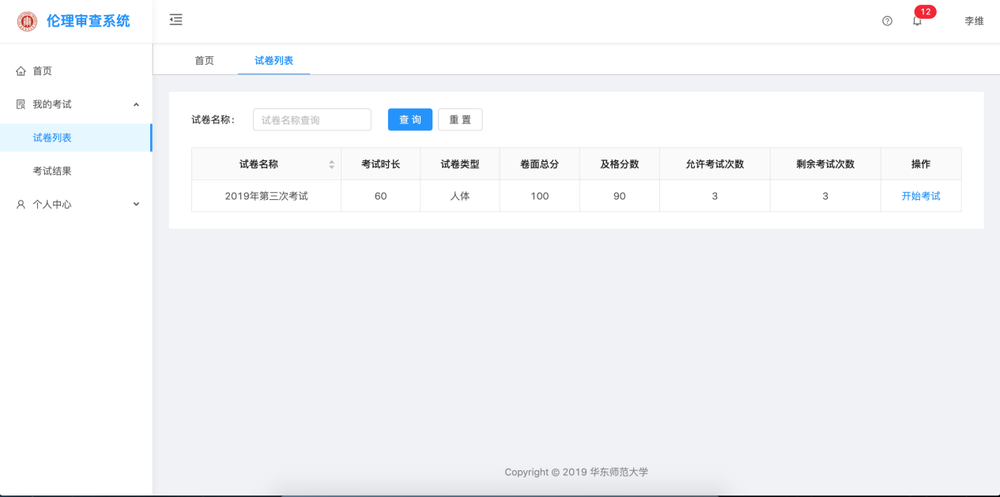 伦理审查系统
12
李维
首页
我的考试
试卷列表
考试结果
个人中心
首页 试卷列表
试卷名称： 试卷名称查询 查 询 重 置
试卷名称 考试时长 试卷类型 卷面总分 及格分数 允许考试次数 剩余考试次数 操作
2019年第三次考试 60 人体 100 90 3 3 开始考试
Copyright © 2019 华东师范大学